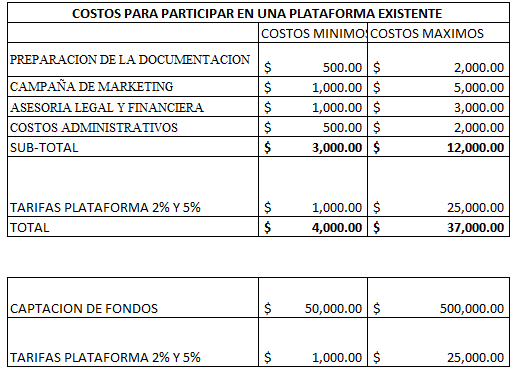 COSTOS PARA PARTICIPAR EN UNA PLATAFORMA EXISTENTE
COSTOS MINIMOS COSTOS MAXIMOS
PREPARACION DE LA DOCUMENTACION $ 500.00 $ 2,000.00
CAMPAÑA DE MARKETING $ 1,000.00 $ 5,000.00
ASESORIA LEGAL Y FINANCIERA $ 1,000.00 $ 3,000.00
COSTOS ADMINISTRATIVOS $ 500.00 $ 2,000.00
SUB-TOTAL $ 3,000.00 $ 12,000.00
TARIFAS PLATAFORMA 2% Y 5% $ 1,000.00 $ 25,000.00
TOTAL $ 4,000.00 $ 37,000.00
CAPTACION DE FONDOS $ 50,000.00 $ 500,000.00
TARIFAS PLATAFORMA 2% Y 5% $ 1,000.00 $ 25,000.00